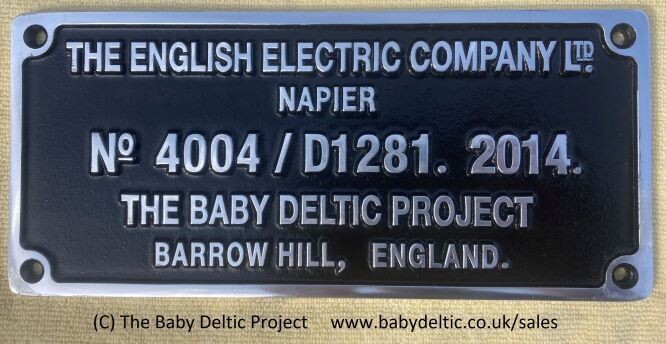 THE ENGLISH ELECTRIC COMPANY LTD.
NAPIER
Nº 4004 / D1281. 2014.
THE BABY DELTIC PROJECT
BARROW HILL, ENGLAND.
(C) The Baby Deltic Project www.babydeltic.co.uk/sales